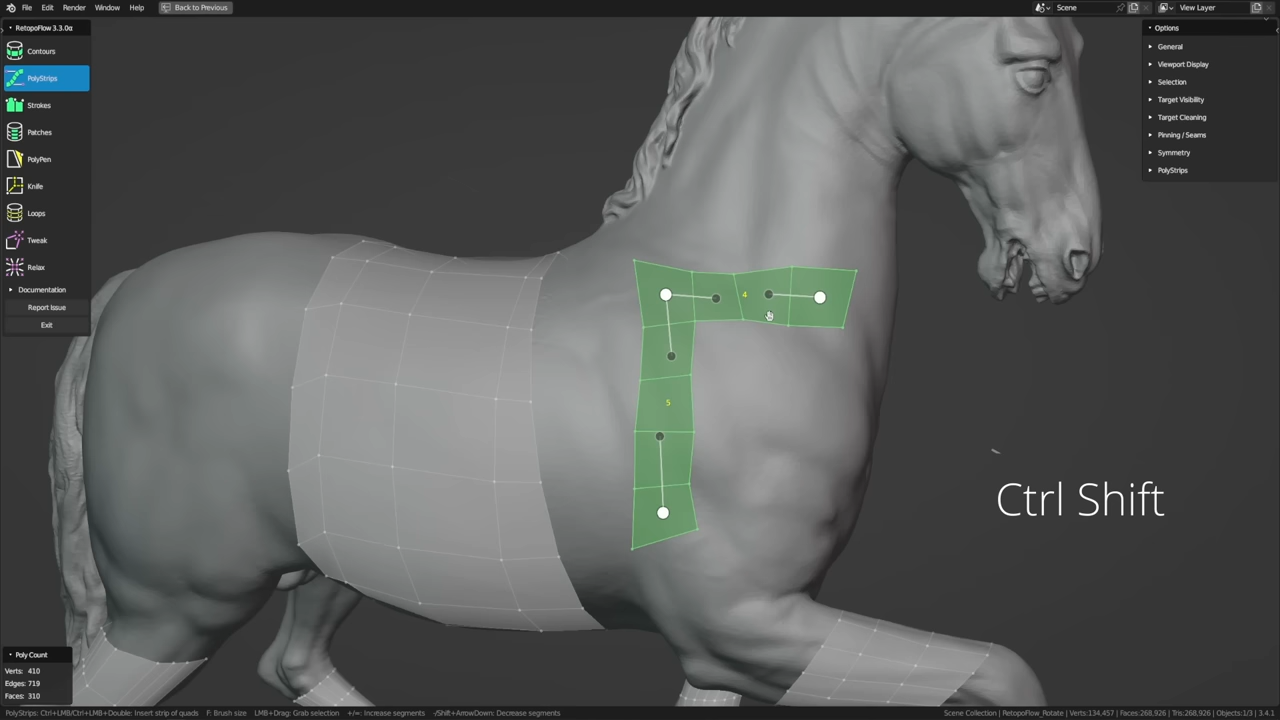 File Edit Render Window Help Back to Previous
Scene
View Layer
RetopoFlow 3.3.0α
Contours
PolyStrips
Strokes
Patches
PolyPen
Knife
Loops
Tweak
Relax
Documentation
Report Issue
Exit
Options
General
Viewport Display
Selection
Target Visibility
Target Cleaning
Pinning / Seams
Symmetry
PolyStrips
4
5
Ctrl Shift
Poly Count
Verts: 410
Edges: 719
Faces: 310
PolyStrips: Ctrl+LMB/Ctrl+LMB+Double: Insert strip of quads F: Brush size LMB+Drag: Grab selection +/=: Increase segments -/Shift+ArrowDown: Decrease segments
Scene Collection | RetopoFlow_Rotate | Verts:134,457 | Faces:268,926 | Tris:268,926 | Objects:1/3 | 3.4.1